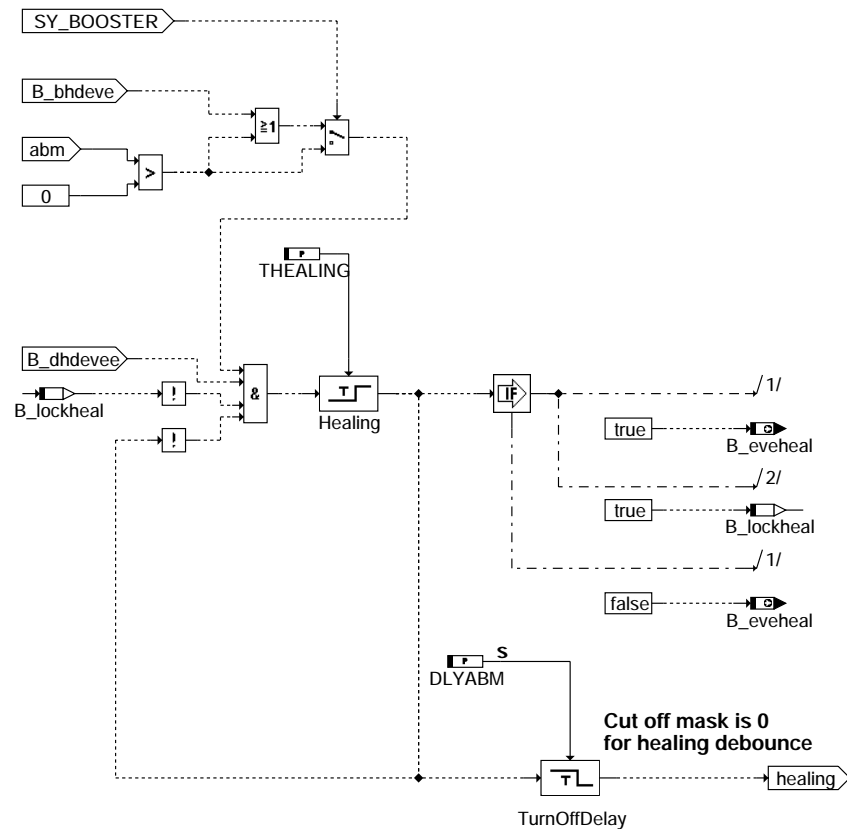 SY_BOOSTER
B_bhdeve
≧1
abm
>
0
P
THEALING
B_dhdevee
!
&
T
IF
/1/
B_lockheal
Healing
!
true
B_eveheal
/2/
true
B_lockheal
/1/
false
B_eveheal
P
S
DLYABM
Cut off mask is 0
for healing debounce
T
healing
TurnOffDelay